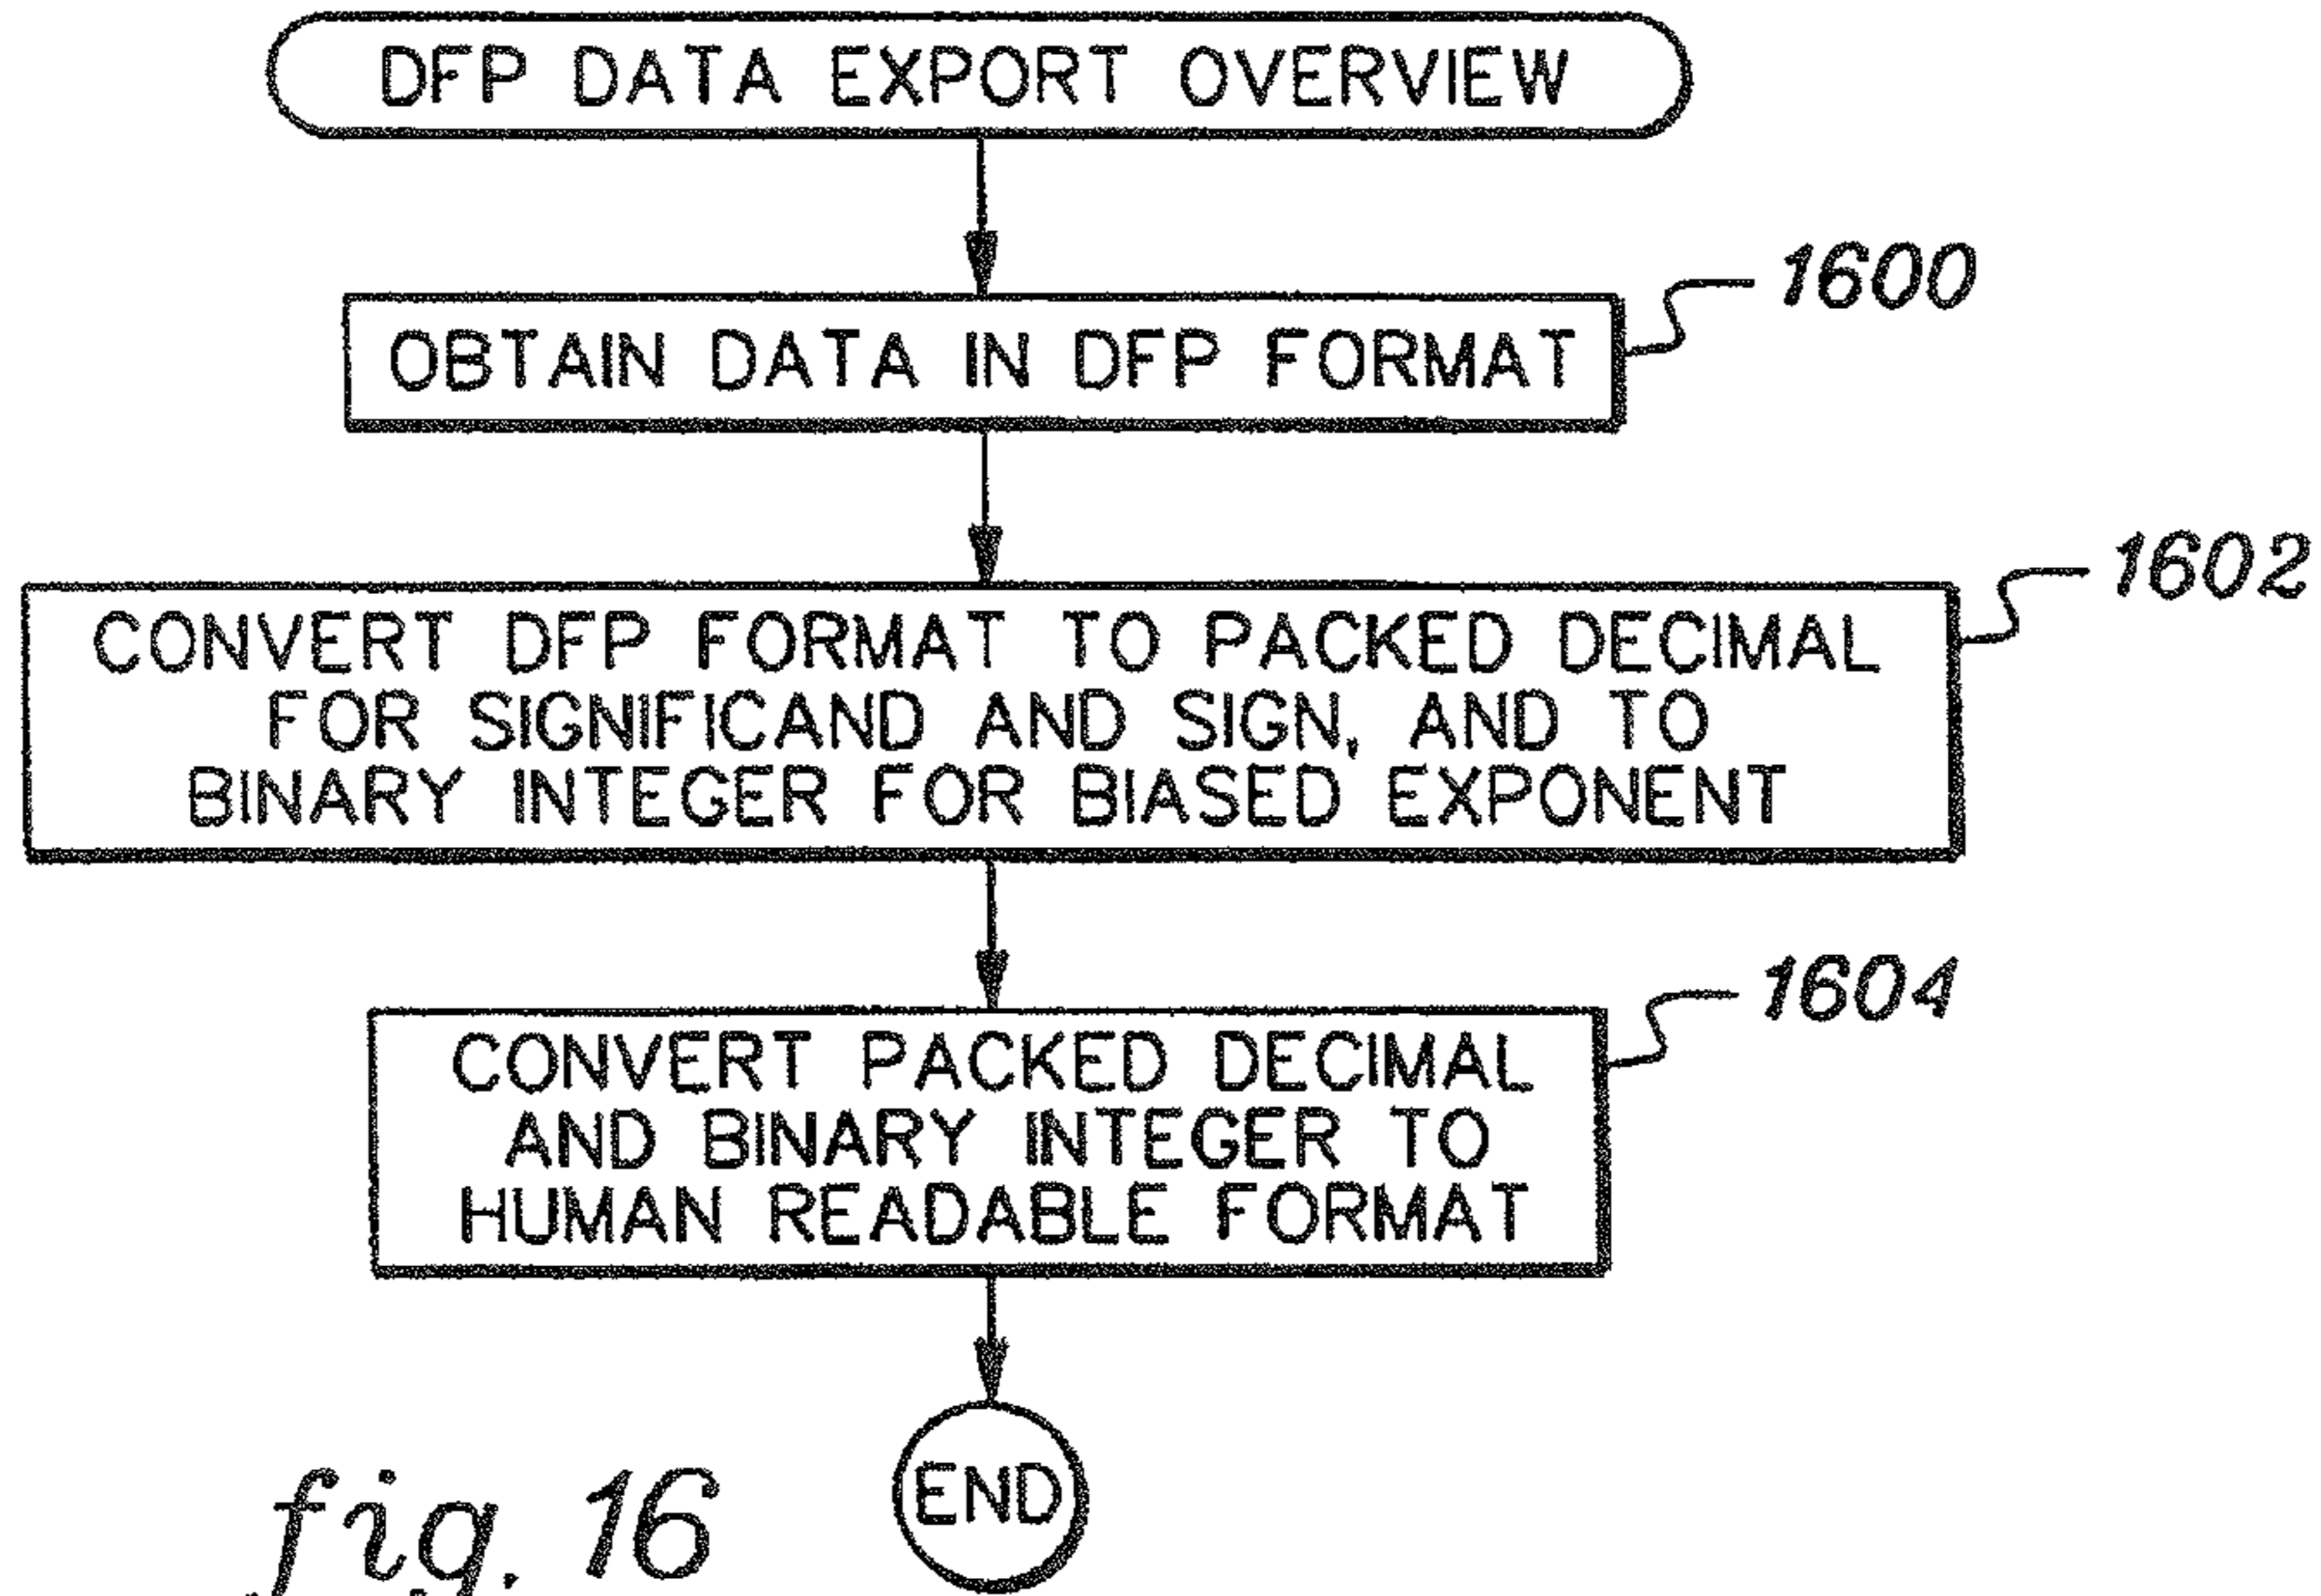 DFP DATA EXPORT OVERVIEW
1600
OBTAIN DATA IN DFP FORMAT
1602
CONVERT DFP FORMAT TO PACKED DECIMAL
FOR SIGNIFICAND AND SIGN, AND TO
BINARY INTEGER FOR BIASED EXPONENT
1604
CONVERT PACKED DECIMAL
AND BINARY INTEGER TO
HUMAN READABLE FORMAT
END
fig. 16